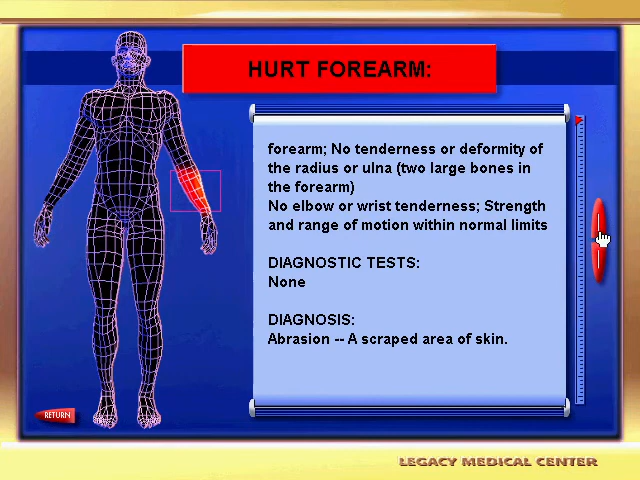 HURT FOREARM:
forearm; No tenderness or deformity of
the radius or ulna (two large bones in
the forearm)
No elbow or wrist tenderness; Strength
and range of motion within normal limits
DIAGNOSTIC TESTS:
None
DIAGNOSIS:
Abrasion -- A scraped area of skin.
RETURN
LEGACY MEDICAL CENTER